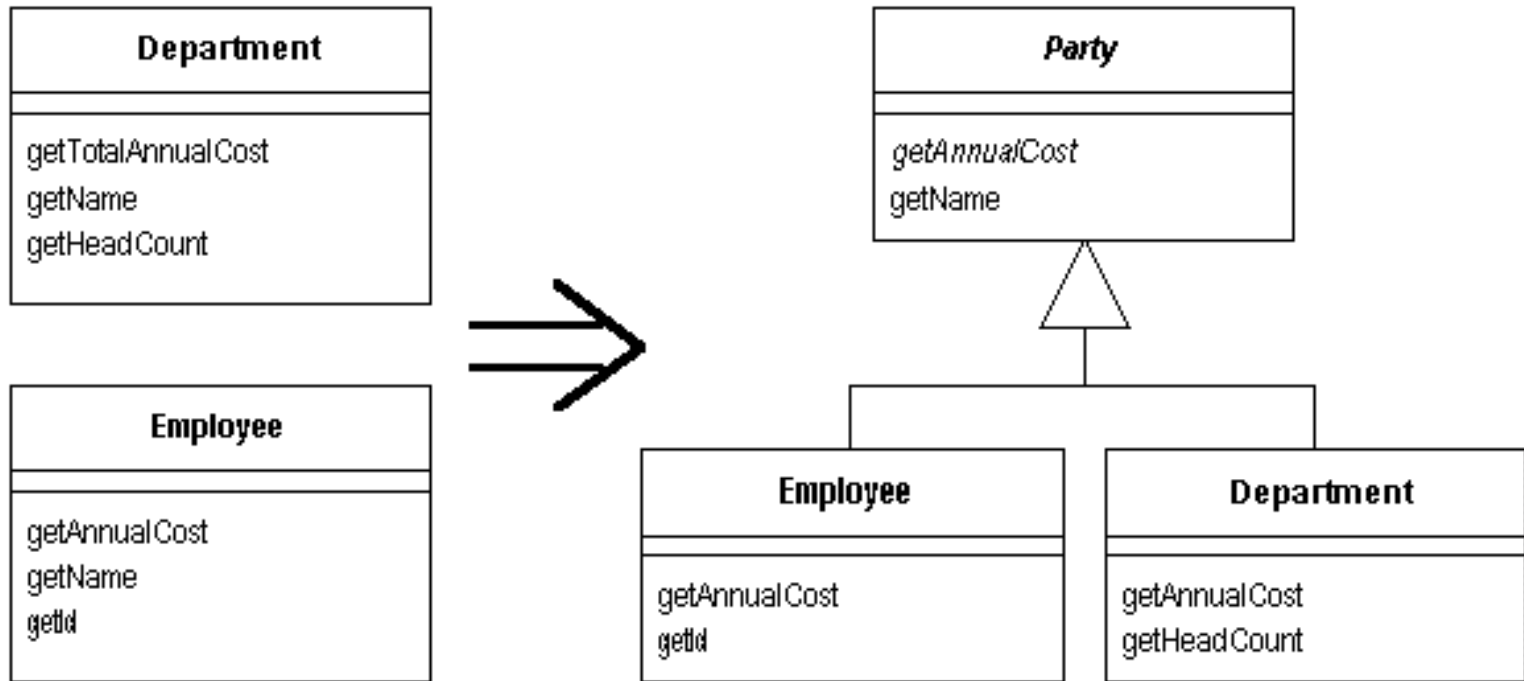 Department
getTotalAnnualCost
getName
getHeadCount
Employee
getAnnualCost
getName
getId
Party
getAnnualCost
getName
Employee
getAnnualCost
getId
Department
getAnnualCost
getHeadCount